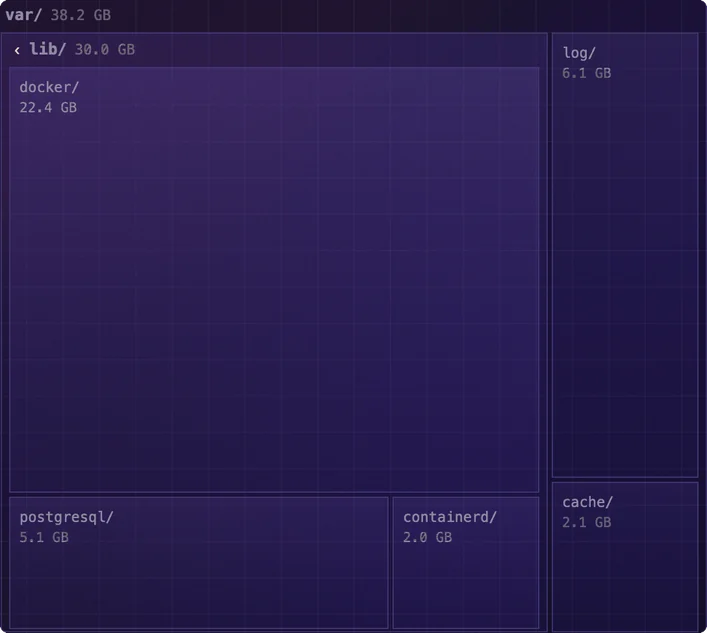 var/ 38.2 GB
‹ lib/ 30.0 GB
docker/
22.4 GB
log/
6.1 GB
postgresql/
5.1 GB
containerd/
2.0 GB
cache/
2.1 GB